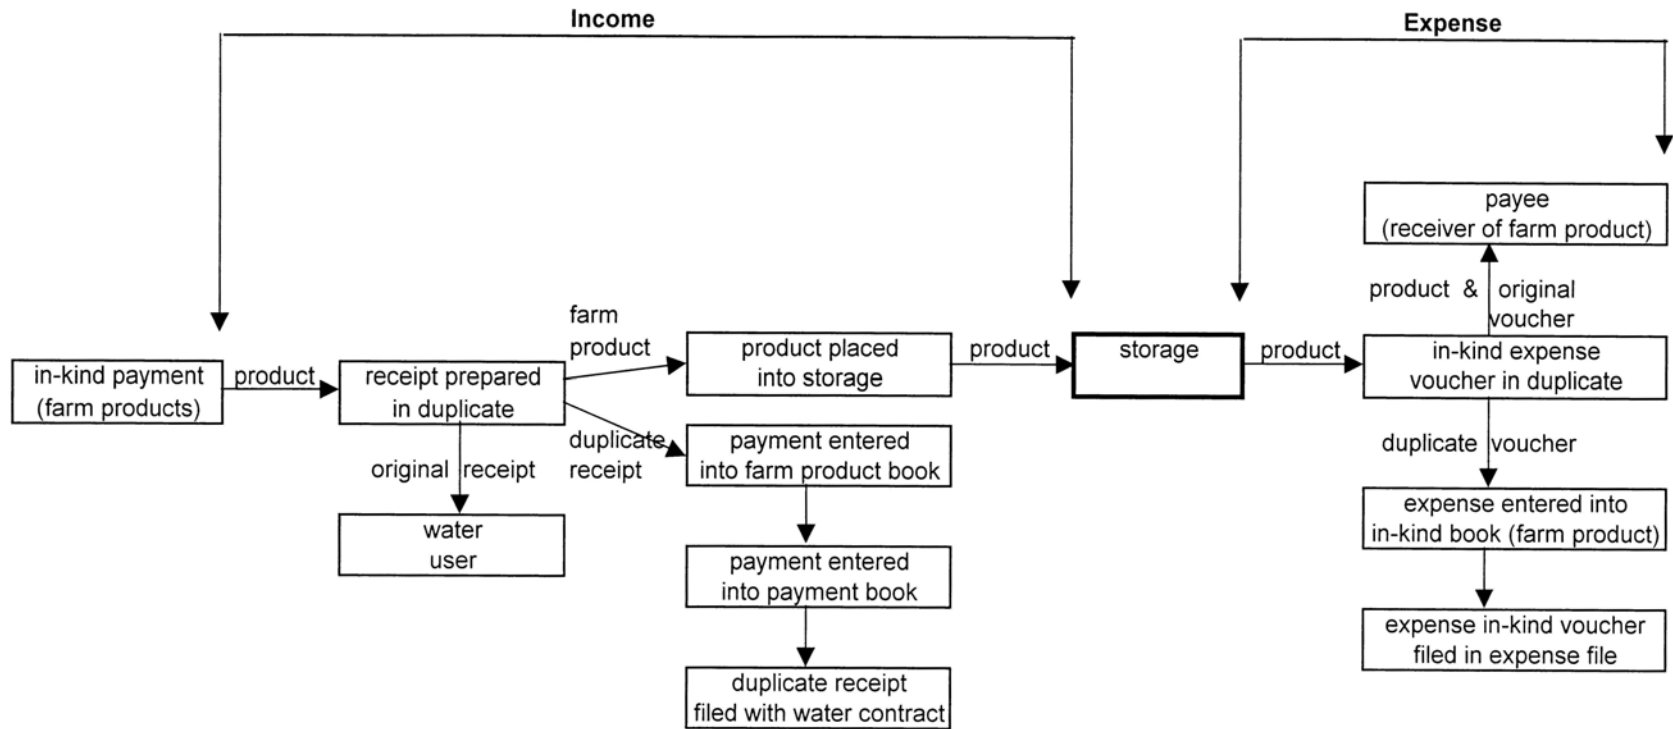 Income
Expense
in-kind payment
(farm products)
product
receipt prepared
in duplicate
original receipt
water
user
farm
product
duplicate
receipt
product placed
into storage
payment entered
into farm product book
payment entered
into payment book
duplicate receipt
filed with water contract
product
storage
product
payee
(receiver of farm product)
product & original
voucher
in-kind expense
voucher in duplicate
duplicate voucher
expense entered into
in-kind book (farm product)
expense in-kind voucher
filed in expense file